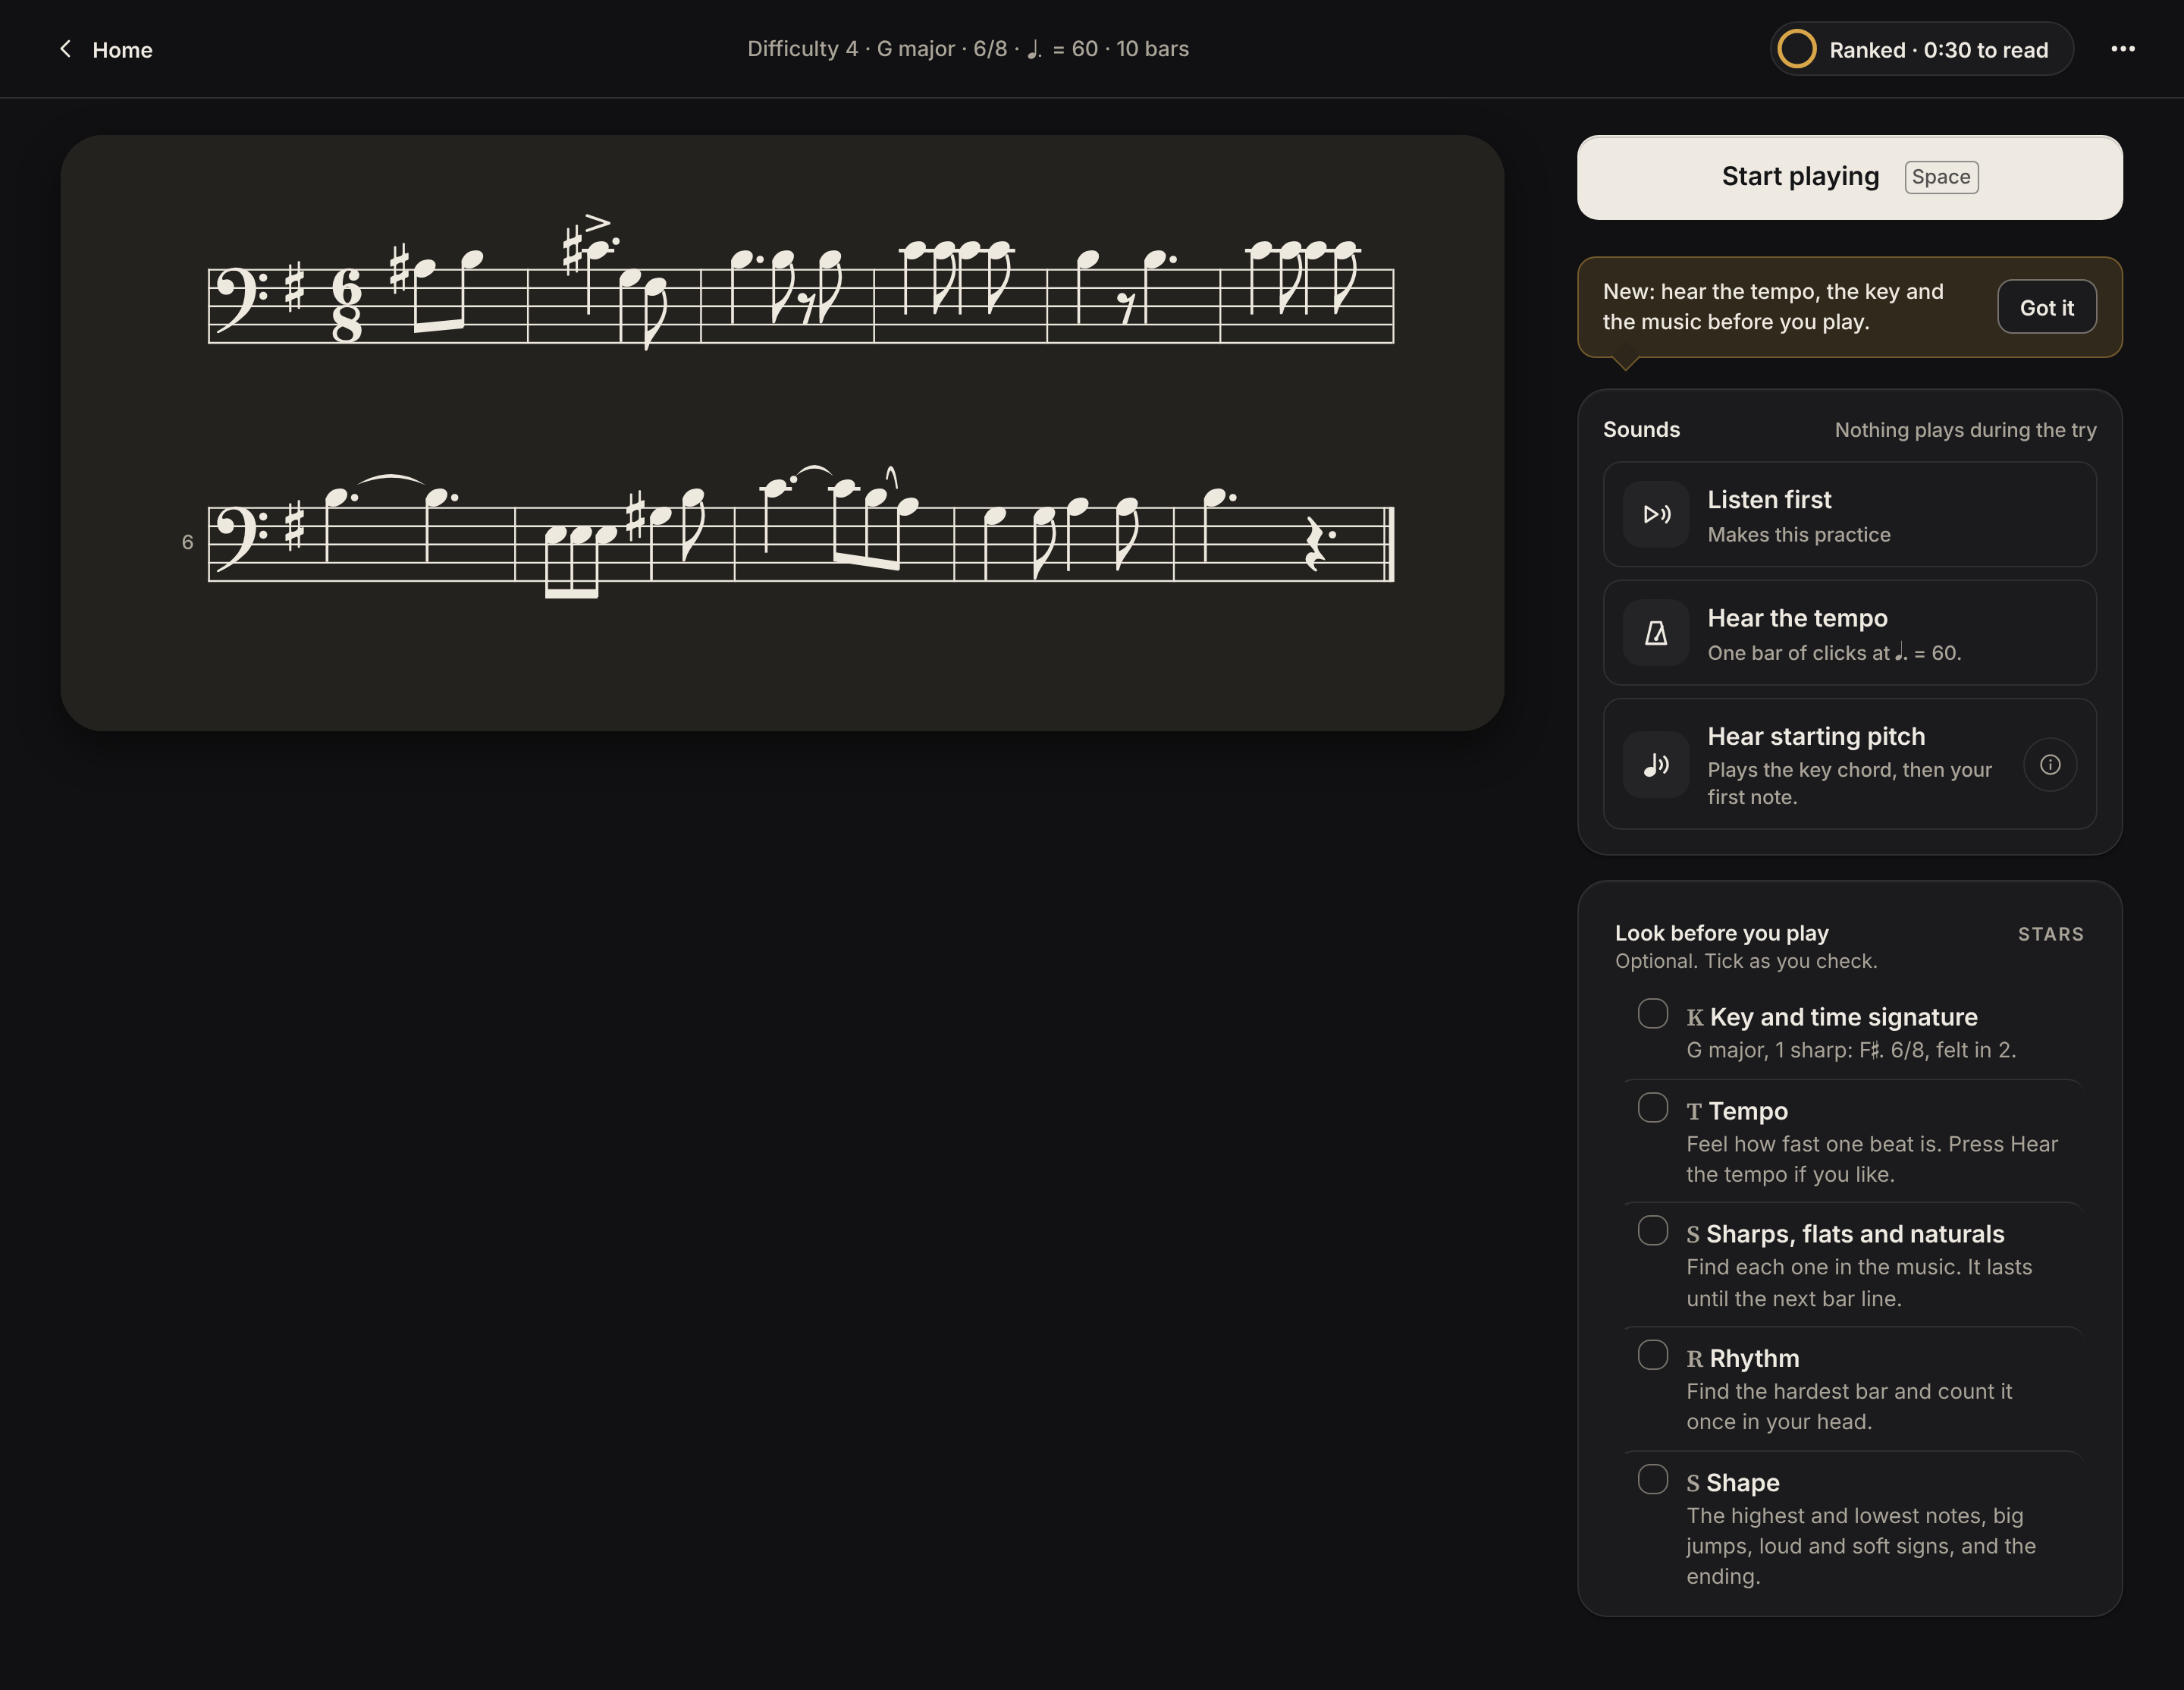 Home
Difficulty 4 · G major · 6/8 · ♩. = 60 · 10 bars
Ranked · 0:30 to read
Start playing Space
New: hear the tempo, the key and
the music before you play.
Got it
6
8
6
Sounds
Nothing plays during the try
Listen first
Makes this practice
Hear the tempo
One bar of clicks at ♩. = 60.
Hear starting pitch
Plays the key chord, then your
first note.
Look before you play
STARS
Optional. Tick as you check.
K Key and time signature
G major, 1 sharp: F♯. 6/8, felt in 2.
T Tempo
Feel how fast one beat is. Press Hear
the tempo if you like.
S Sharps, flats and naturals
Find each one in the music. It lasts
until the next bar line.
R Rhythm
Find the hardest bar and count it
once in your head.
S Shape
The highest and lowest notes, big
jumps, loud and soft signs, and the
ending.